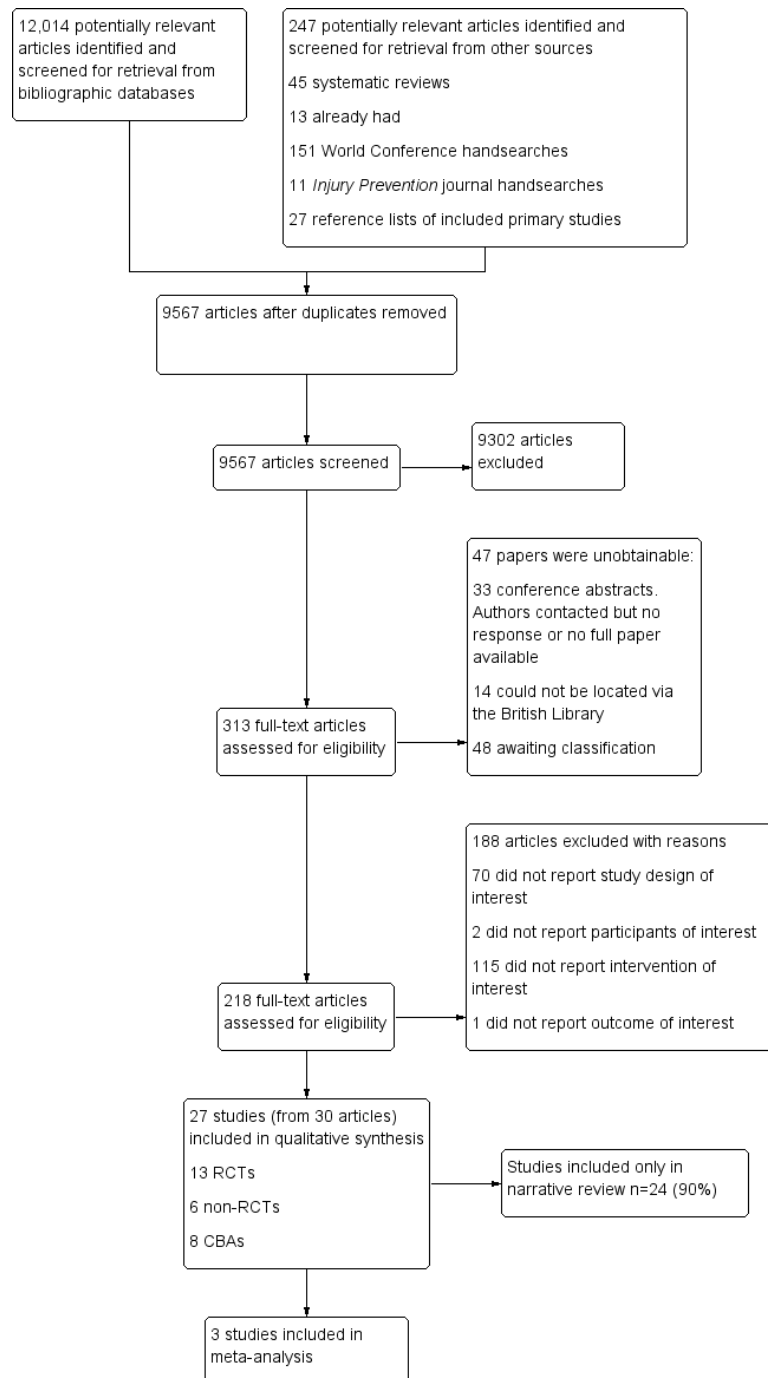 12,014 potentially relevant
articles identified and
screened for retrieval from
bibliographic databases
247 potentially relevant articles identified and
screened for retrieval from other sources
45 systematic reviews
13 already had
151 World Conference handsearches
11 Injury Prevention journal handsearches
27 reference lists of included primary studies
9567 articles after duplicates removed
9567 articles screened
9302 articles
excluded
47 papers were unobtainable:
33 conference abstracts.
Authors contacted but no
response or no full paper
available
14 could not be located via
the British Library
48 awaiting classification
313 full-text articles
assessed for eligibility
188 articles excluded with reasons
70 did not report study design of
interest
2 did not report participants of interest
115 did not report intervention of
interest
1 did not report outcome of interest
218 full-text articles
assessed for eligibility
27 studies (from 30 articles)
included in qualitative synthesis
13 RCTs
6 non-RCTs
8 CBAs
Studies included only in
narrative review n=24 (90%)
3 studies included in
meta-analysis